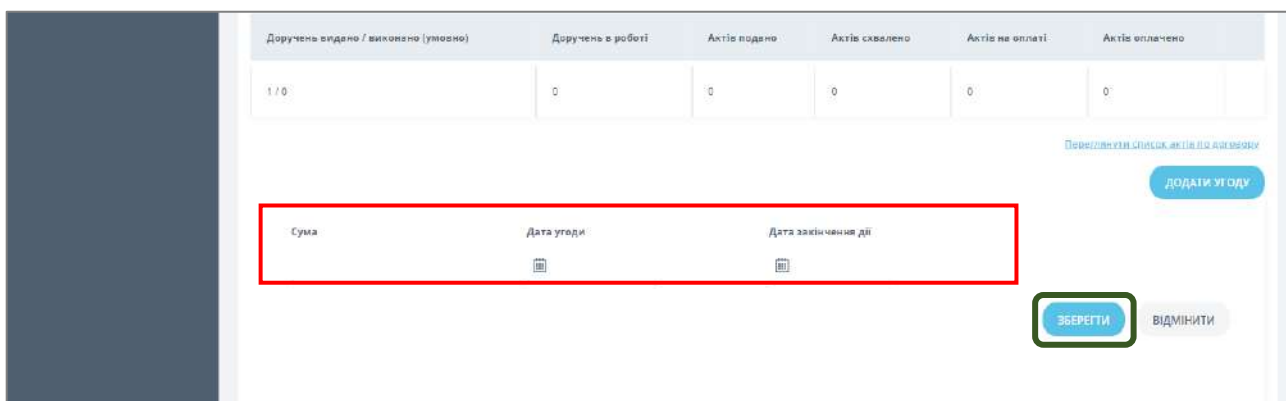 Доручень видано / виконано (умовно) Доручень в роботі Актів подано Актів схвалено Актів на оплаті Актів оплачено
1 / 0 0 0 0 0 0
Переглянути список актів по договору
ДОДАТИ УГОДУ
Сума Дата угоди Дата закінчення дії
ЗБЕРЕГТИ ВІДМІНИТИ